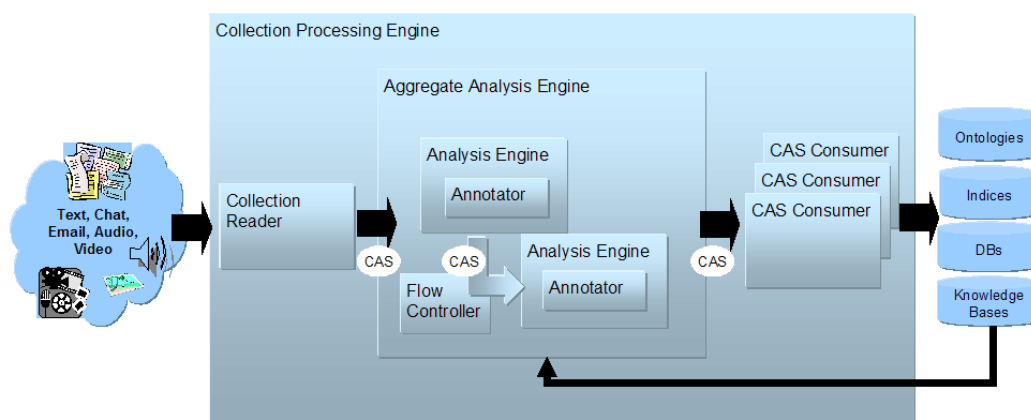 Collection Processing Engine
Aggregate Analysis Engine
Text, Chat,
Email, Audio,
Video
Collection
Reader
CAS
Analysis Engine
Annotator
CAS
Flow
Controller
Analysis Engine
Annotator
CAS
CAS Consumer
CAS Consumer
CAS Consumer
Ontologies
Indices
DBs
Knowledge
Bases